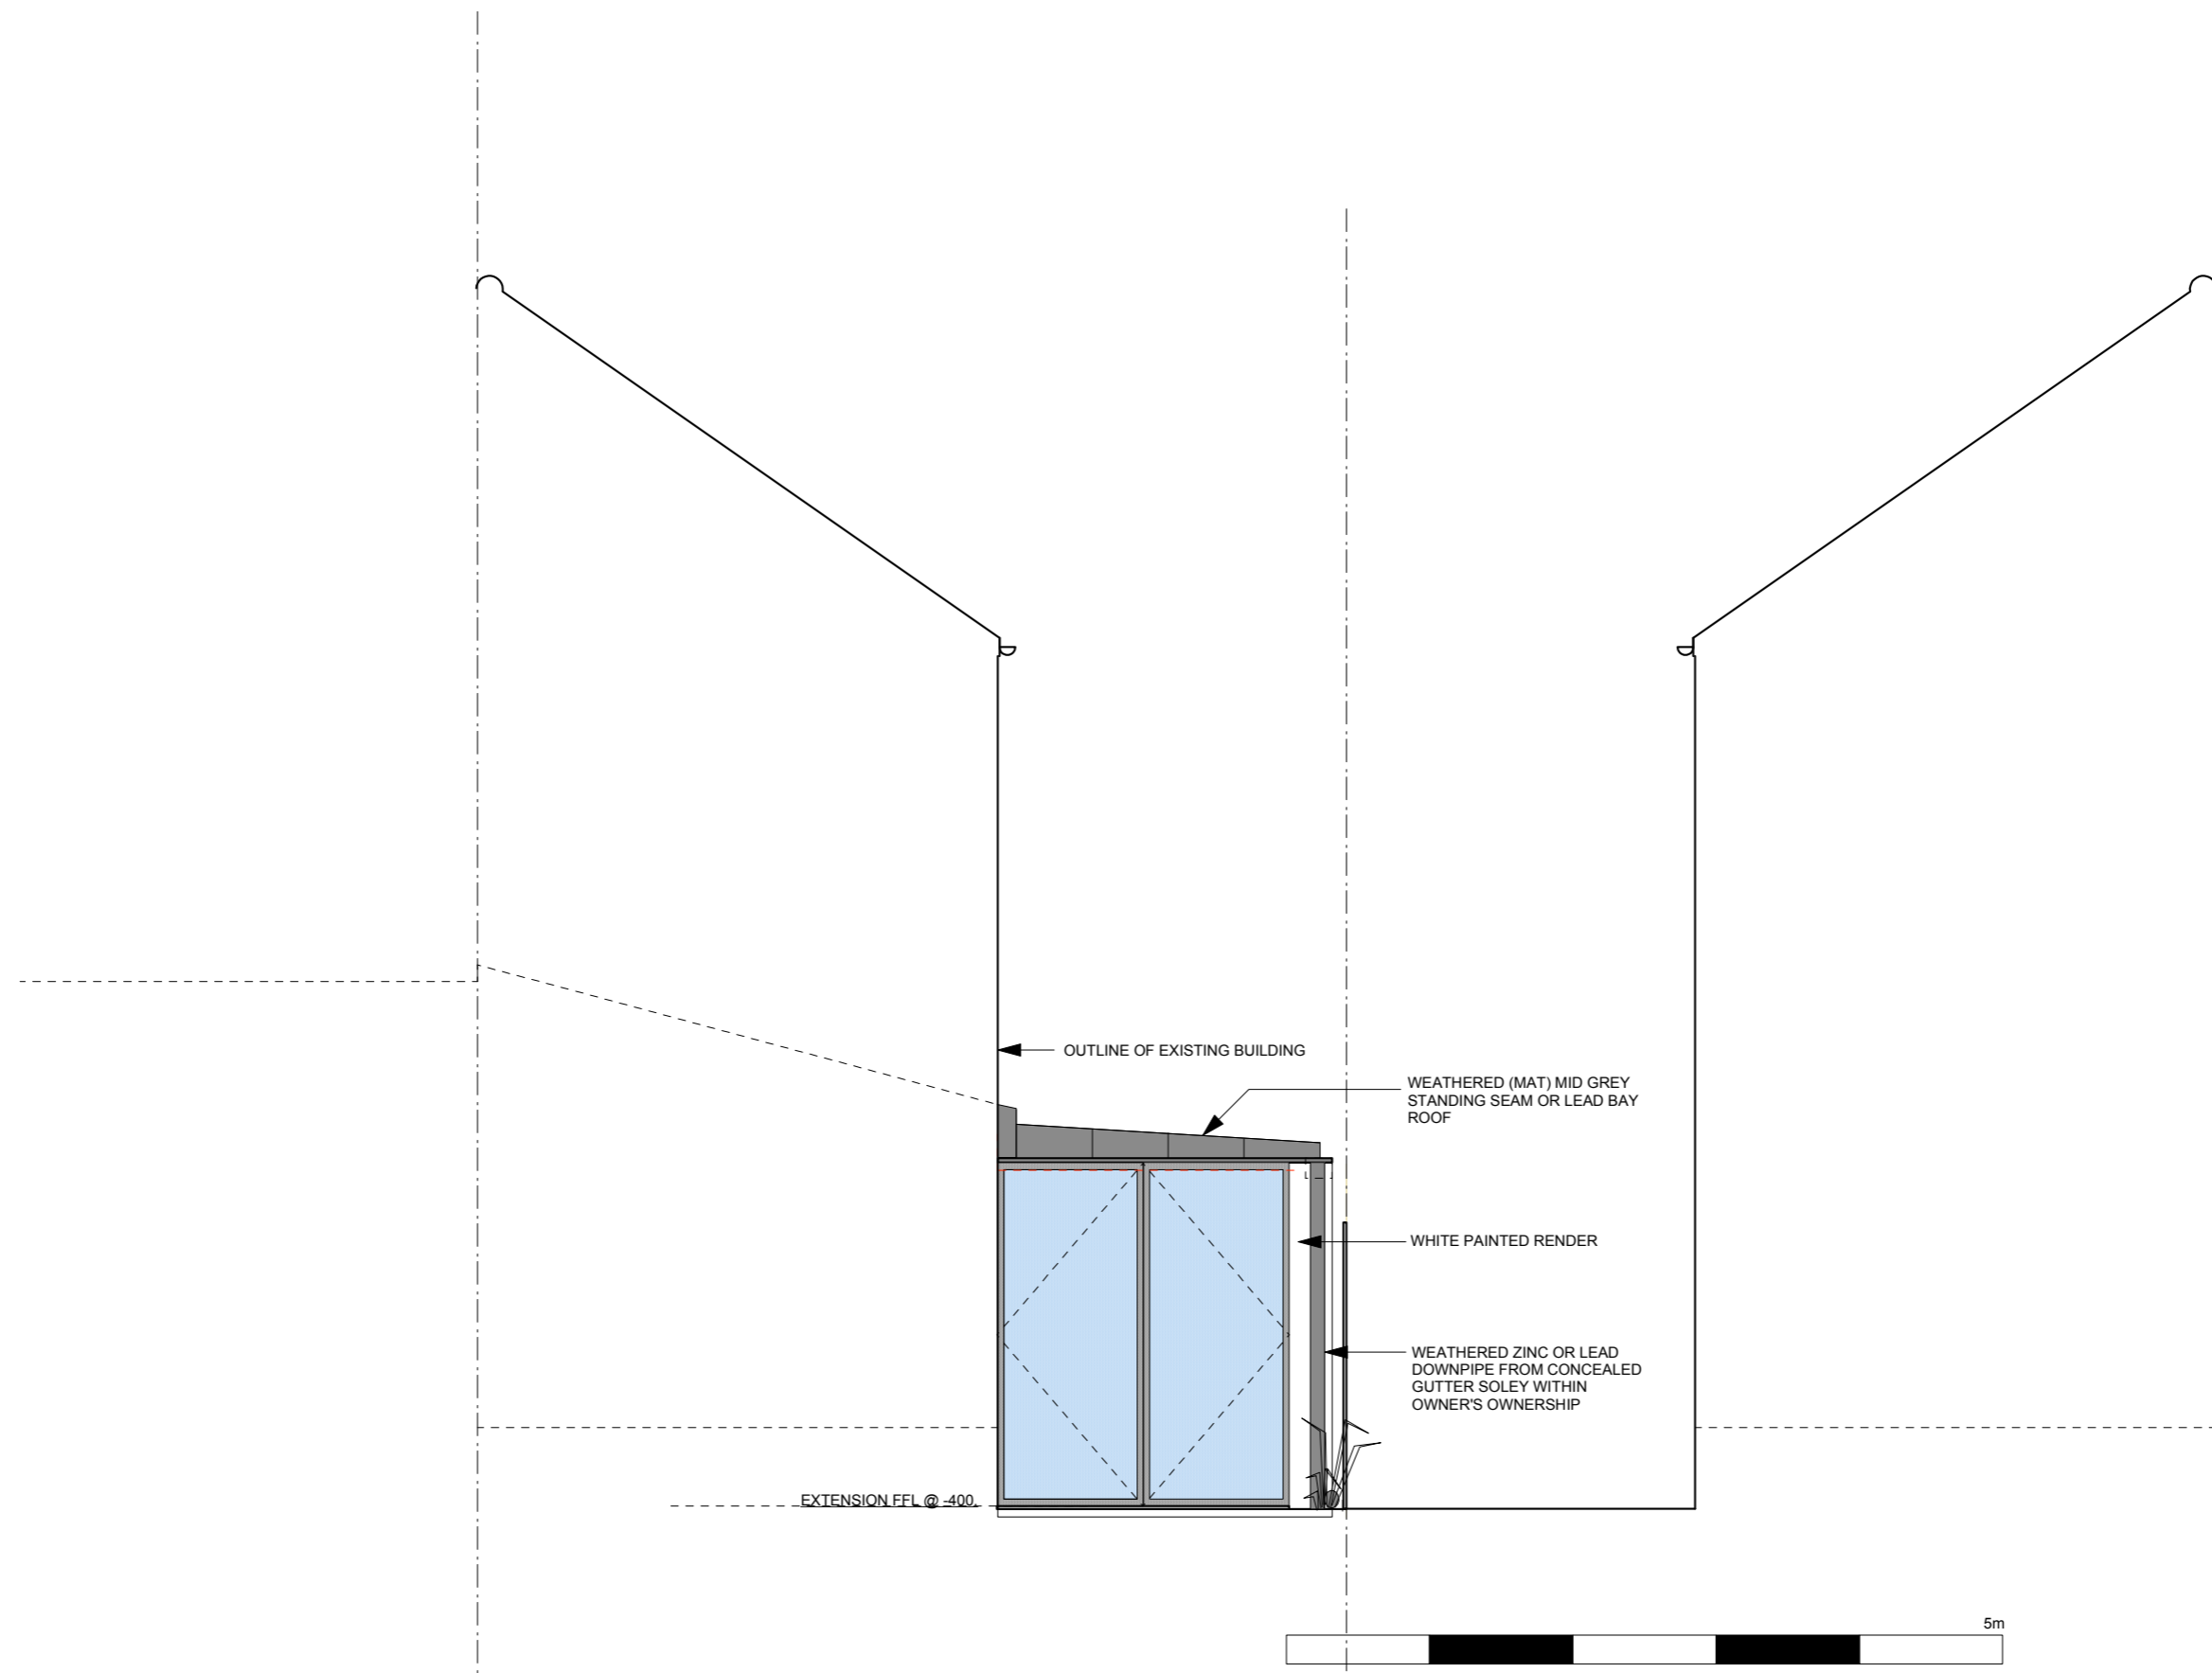 OUTLINE OF EXISTING BUILDING
WEATHERED (MAT) MID GREY
STANDING SEAM OR LEAD BAY
ROOF
WHITE PAINTED RENDER
WEATHERED ZINC OR LEAD
DOWNPIPE FROM CONCEALED
GUTTER SOLEY WITHIN
OWNER'S OWNERSHIP
EXTENSION FFL @ -400
5m